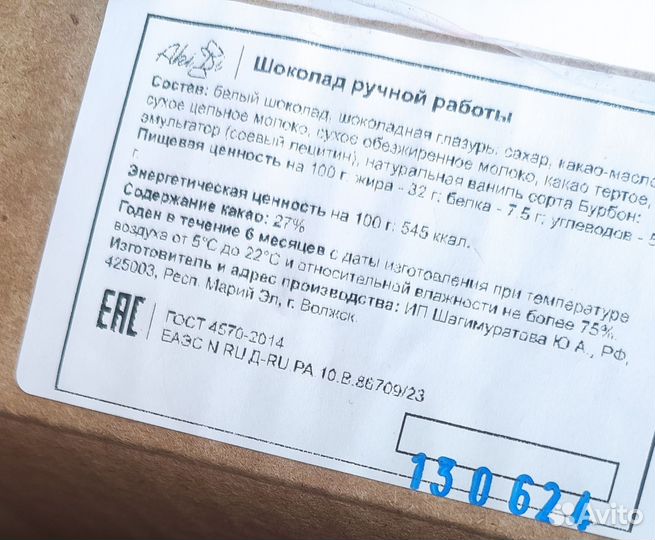 Шоколад ручной работы
Состав: белый шоколад, шоколадная глазурь: сахар, какао-масло,
сухое цельное молоко, сухое обезжиренное молоко, какао тертое,
эмульгатор (соевый лецитин), натуральная ваниль сорта Бурбон.
Пищевая ценность на 100 г: жира - 32 г; белка - 7.5 г; углеводов - 5
г.
Энергетическая ценность на 100 г: 545 ккал.
Содержание какао: 27%
Годен в течение 6 месяцев с даты изготовления при температуре
воздуха от 5°С до 22°С и относительной влажности не более 75%.
Изготовитель и адрес производства: ИП Шагимуратова Ю.А., РФ,
425003, Респ. Марий Эл, г. Волжск.
ЕАС
ГОСТ 4570-2014
ЕАЭС N RU Д-RU РА 10.В.86709/23
130624
Avito